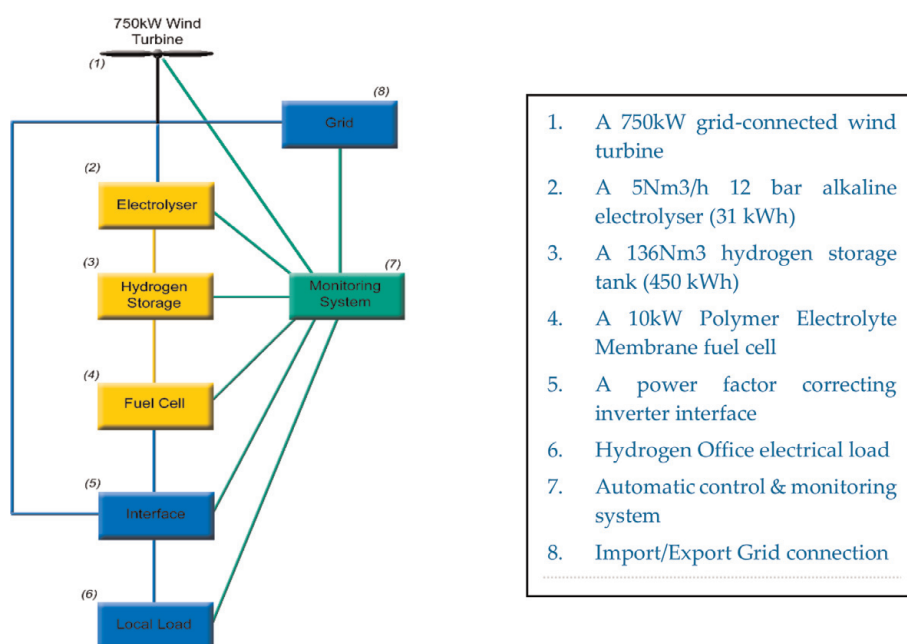 750kW Wind
Turbine
(1)
(8)
Grid
(2)
Electrolyser
(3)
Hydrogen
Storage
(7)
Monitoring
System
(4)
Fuel Cell
(5)
Interface
(6)
Local Load
1. A 750kW grid-connected wind
turbine
2. A 5Nm3/h 12 bar alkaline
electrolyser (31 kWh)
3. A 136Nm3 hydrogen storage
tank (450 kWh)
4. A 10kW Polymer Electrolyte
Membrane fuel cell
5. A power factor correcting
inverter interface
6. Hydrogen Office electrical load
7. Automatic control & monitoring
system
8. Import/Export Grid connection